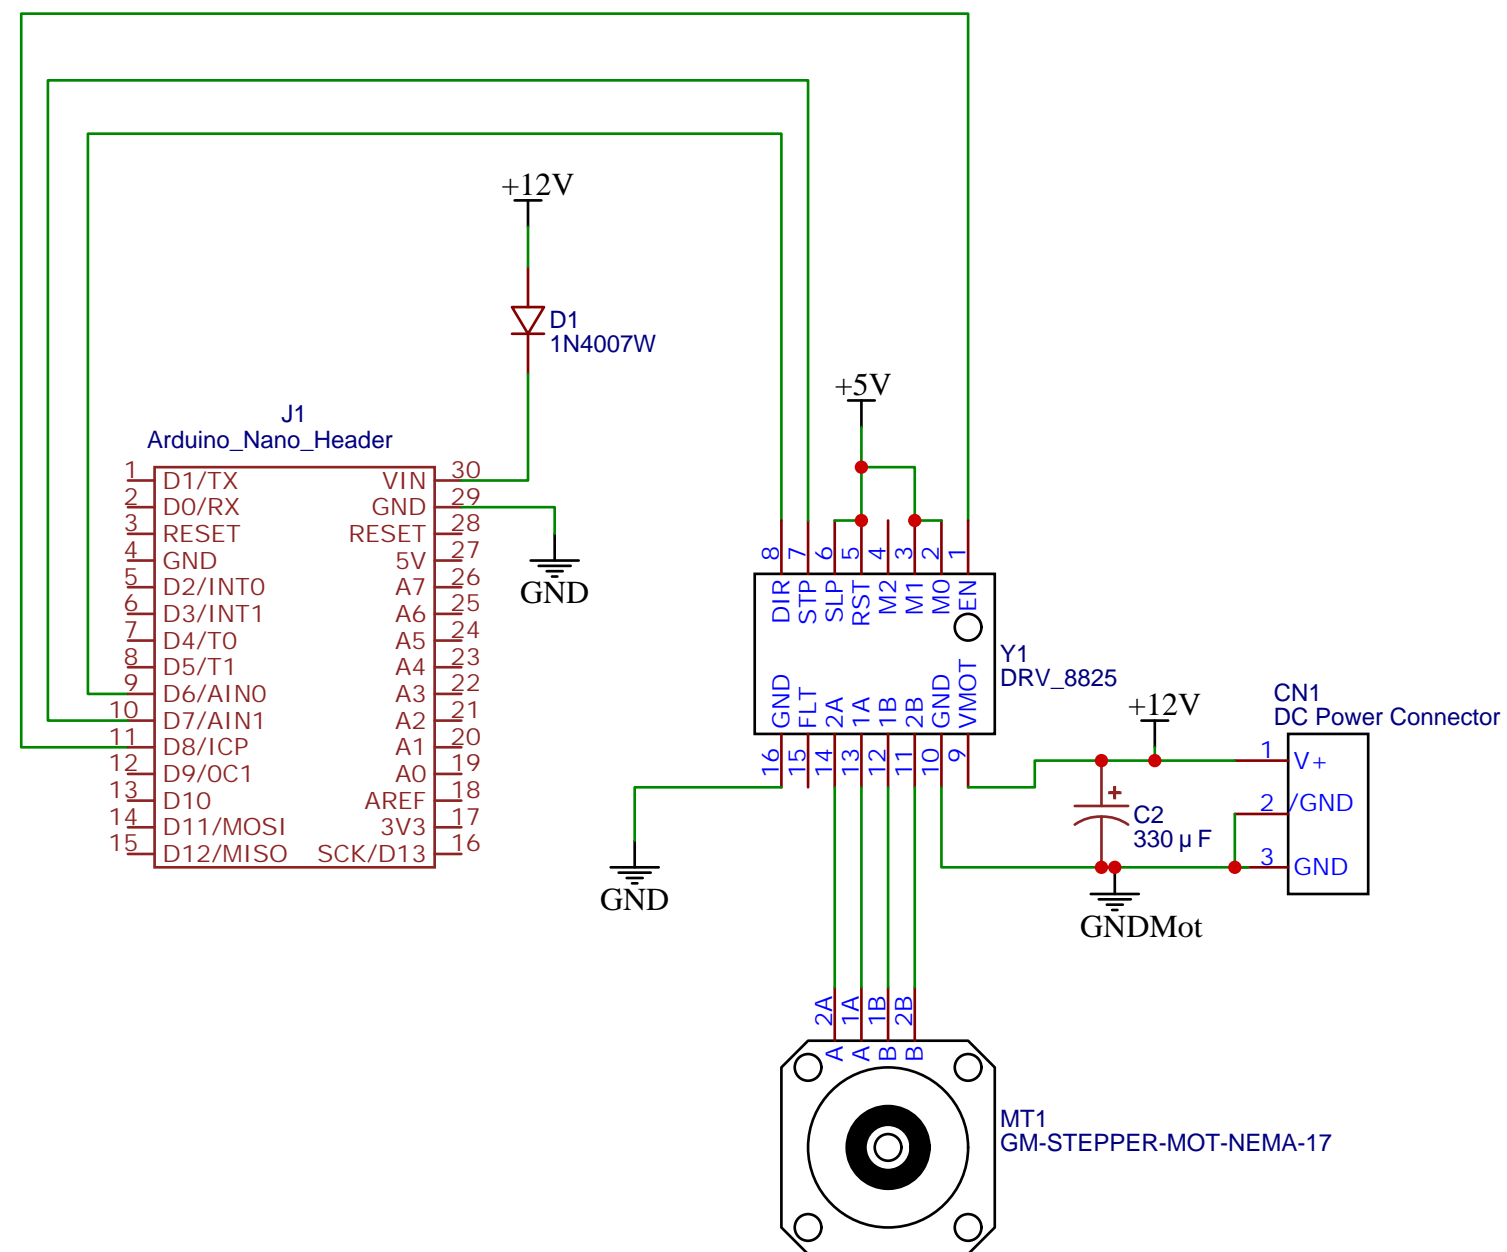 +12V
D1
1N4007W
+5V
J1
Arduino_Nano_Header
1 D1/TX VIN 30
2 D0/RX GND 29
3 RESET RESET 28
4 GND 5V 27
5 D2/INT0 A7 26
6 D3/INT1 A6 25
7 D4/T0 A5 24
8 D5/T1 A4 23
9 D6/AIN0 A3 22
10 D7/AIN1 A2 21
11 D8/ICP A1 20
12 D9/0C1 A0 19
13 D10 AREF 18
14 D11/MOSI 3V3 17
15 D12/MISO SCK/D13 16
GND
8 7 6 5 4 3 2 1
DIR STP SLP RST M2 M1 M0 EN
Y1
DRV_8825
GND FLT 2A 1A 1B 2B GND VMOT
16 15 14 13 12 11 10 9
GND
+12V
CN1
DC Power Connector
1 V+
2 /GND
3 GND
C2
330 µ F
+
GNDMot
2A 1A 1B 2B
A A B B
MT1
GM-STEPPER-MOT-NEMA-17